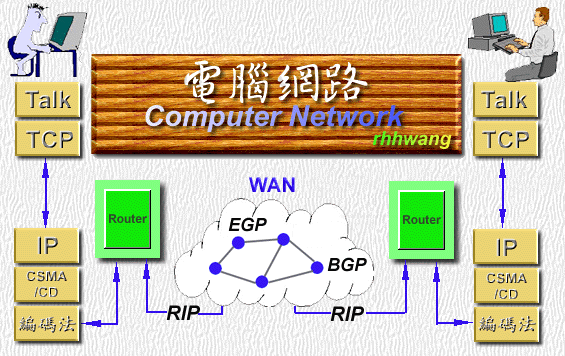 電腦網路
Computer Network
rhhwang
Talk
TCP
IP
CSMA
/CD
編碼法
Router
WAN
EGP
BGP
RIP
RIP
Router
Talk
TCP
IP
CSMA
/CD
編碼法